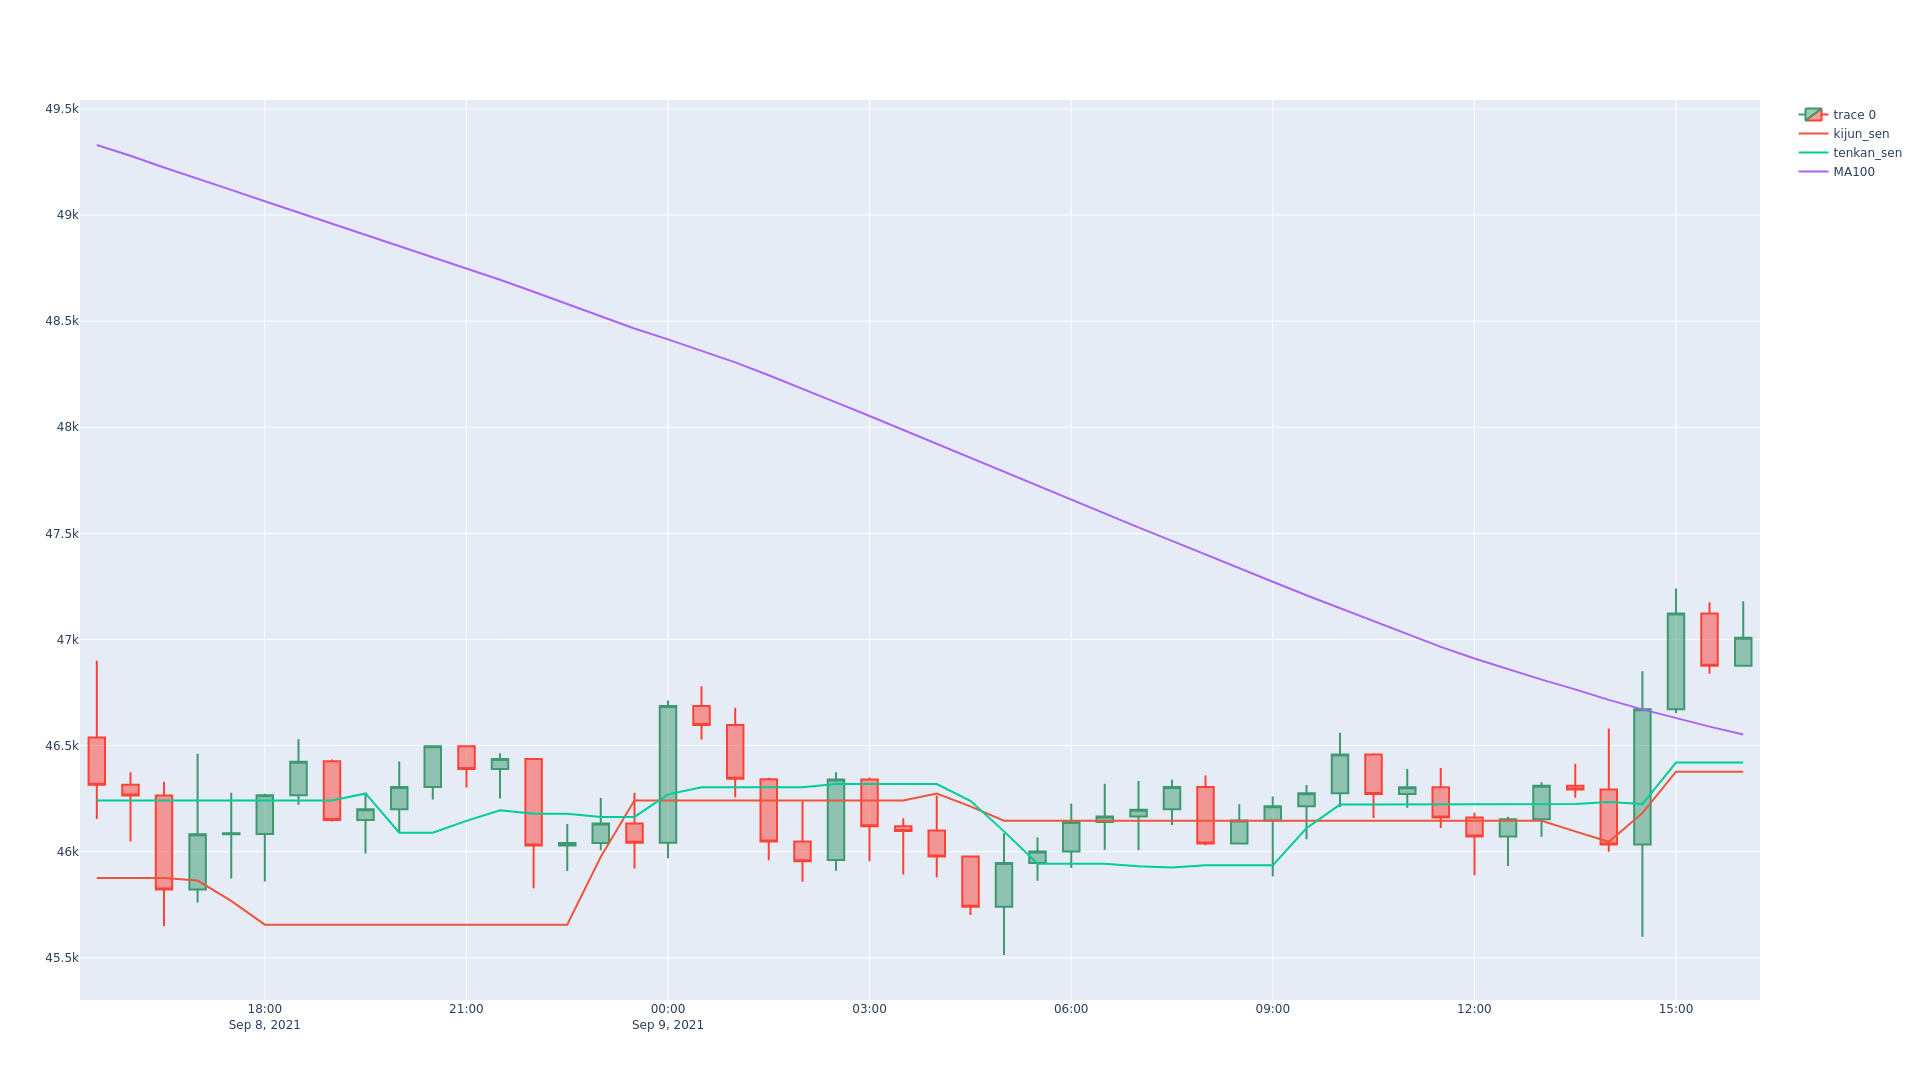 49.5k
49k
48.5k
48k
47.5k
47k
46.5k
46k
45.5k
18:00
Sep 8, 2021
21:00
00:00
Sep 9, 2021
03:00
06:00
09:00
12:00
15:00
trace 0
kijun_sen
tenkan_sen
MA100